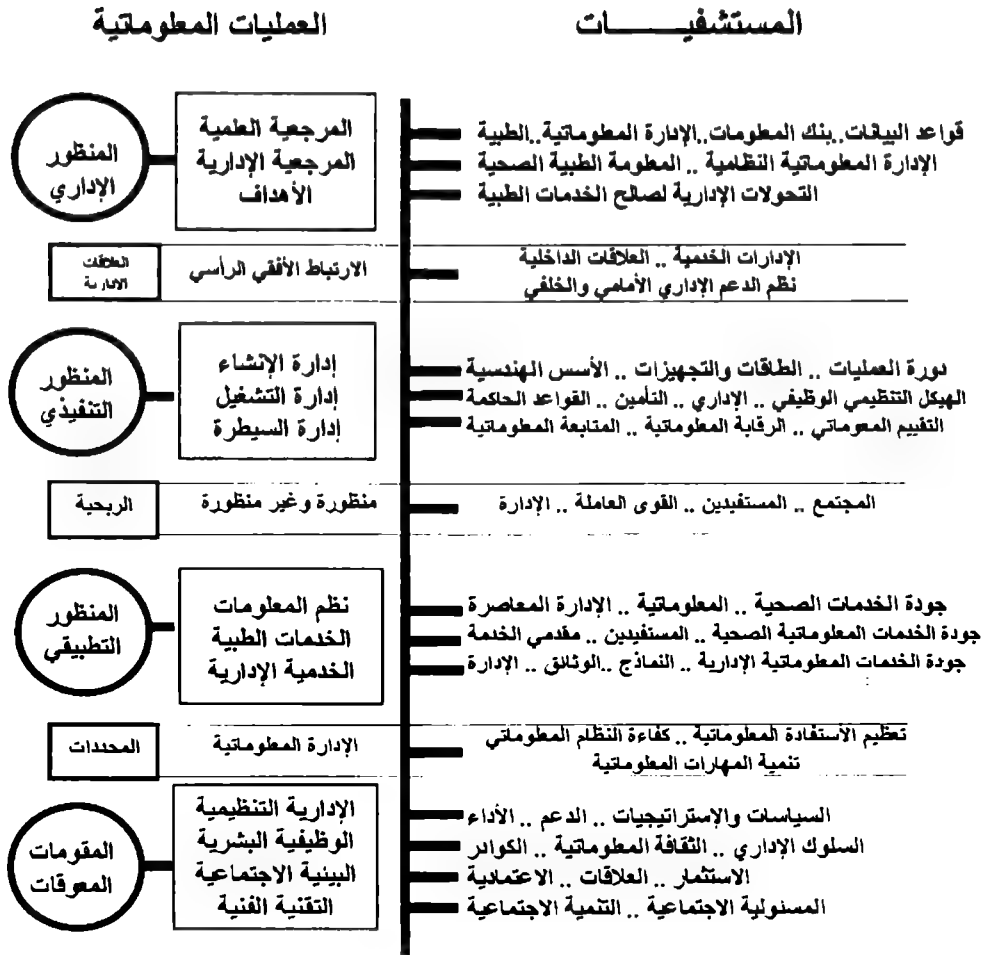 المستشفيـــــــات
العمليات المعلوماتية
قواعد البيانات..بنك المعلومات..الإدارة المعلوماتية..الطبية
الإدارة المعلوماتية النظامية .. المعلومة الطبية الصحية
التحولات الإدارية لصالح الخدمات الطبية
المرجعية العلمية
المرجعية الإدارية
الأهداف
المنظور
الإداري
الإدارات الخدمية .. العلاقات الداخلية
نظم الدعم الإداري الأمامي والخلفي
الارتباط الأفقي الرأسي
العلاقات
الادارية
دورة العمليات .. الطاقات والتجهيزات .. الأسس الهندسية
الهيكل التنظيمي الوظيفي .. الإداري .. التأمين .. القواعد الحاكمة
التقييم المعوماتي .. الرقابة المعلوماتية .. المتابعة المعلوماتية
إدارة الإنشاء
إدارة التشغيل
إدارة السيطرة
المنظور
التنفيذي
المجتمع .. المستفيدين .. القوى العاملة .. الإدارة
منظورة وغير منظورة
الربحية
جودة الخدمات الصحية .. المعلوماتية .. الإدارة المعاصرة
جودة الخدمات المعلوماتية الصحية .. المستفيدين .. مقدمي الخدمة
جودة الخدمات المعلوماتية الإدارية .. النماذج ..الوثائق .. الإدارة
نظم المعلومات
الخدمات الطبية
الخدمية الإدارية
المنظور
التطبيقي
تعظيم الأستفادة المعلوماتية .. كفاءة النظام المعلوماتي
تنمية المهارات المعلوماتية
الإدارة المعلوماتية
المحددات
السياسات والإستراتيجيات .. الدعم .. الأداء
السلوك الإداري .. الثقافة المعلوماتية .. الكوادر
الاستثمار .. العلاقات .. الاعتمادية
المسئولية الاجتماعية .. التنمية الاجتماعية
الإدارية التنظيمية
الوظيفية البشرية
البيئية الاجتماعية
التقنية الفنية
المقومات
المعوقات